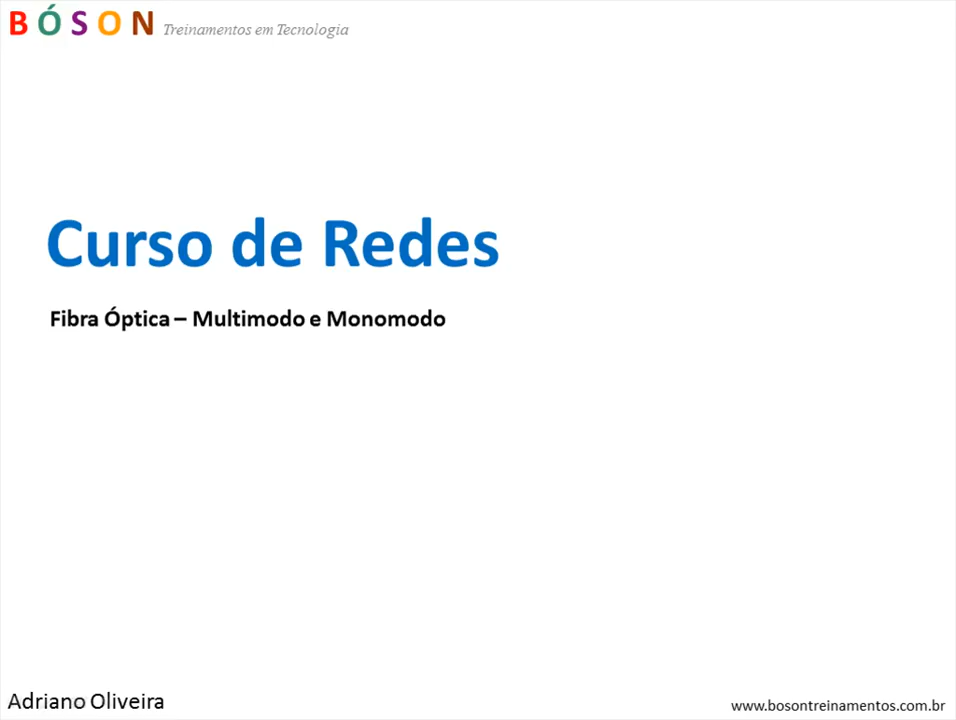 B Ó S O N Treinamentos em Tecnologia
Curso de Redes
Fibra Óptica – Multimodo e Monomodo
Adriano Oliveira
www.bosontreinamentos.com.br